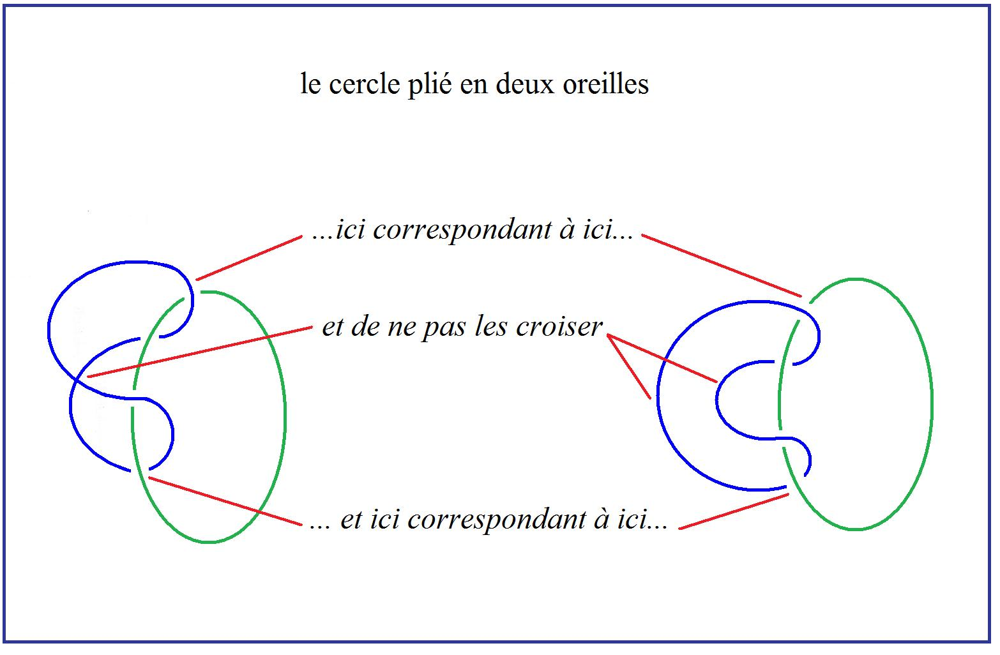 le cercle plié en deux oreilles
...ici correspondant à ici...
et de ne pas les croiser
... et ici correspondant à ici...